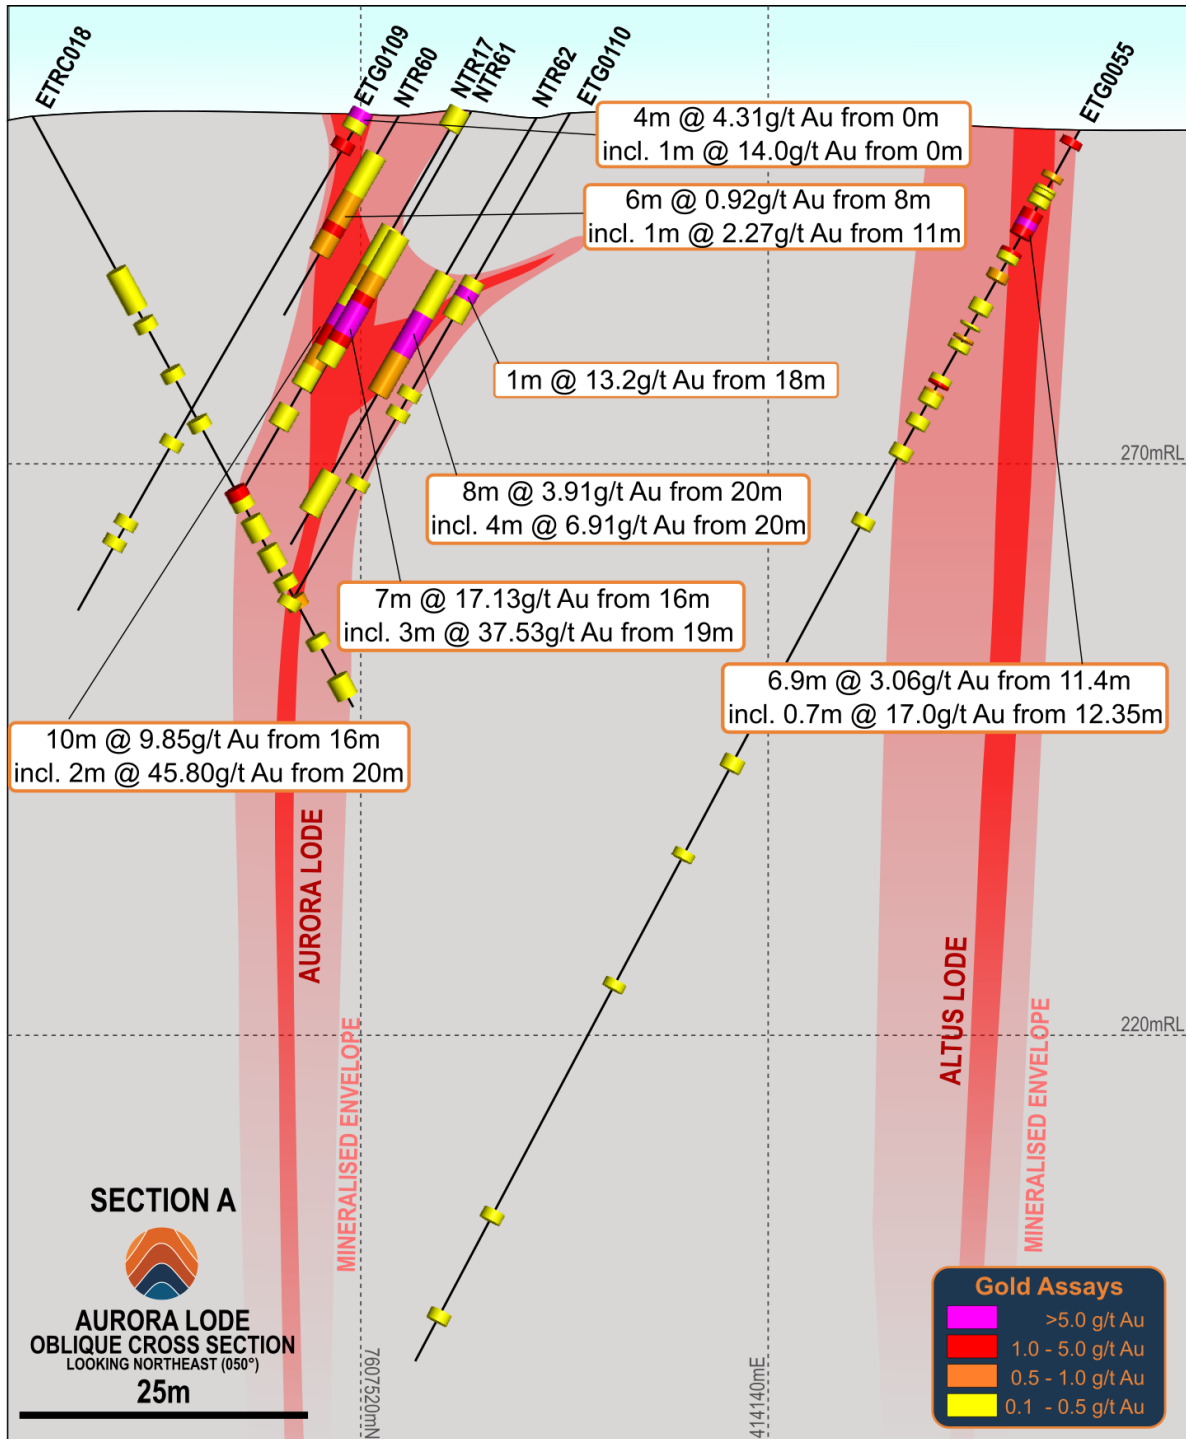 ETRC018
ETG0109
NTR60
NTR17
NTR61
NTR62
ETG0110
ETG0055
4m @ 4.31g/t Au from 0m
incl. 1m @ 14.0g/t Au from 0m
6m @ 0.92g/t Au from 8m
incl. 1m @ 2.27g/t Au from 11m
1m @ 13.2g/t Au from 18m
270mRL
8m @ 3.91g/t Au from 20m
incl. 4m @ 6.91g/t Au from 20m
7m @ 17.13g/t Au from 16m
incl. 3m @ 37.53g/t Au from 19m
6.9m @ 3.06g/t Au from 11.4m
incl. 0.7m @ 17.0g/t Au from 12.35m
10m @ 9.85g/t Au from 16m
incl. 2m @ 45.80g/t Au from 20m
AURORA LODE
MINERALISED ENVELOPE
ALTUS LODE
MINERALISED ENVELOPE
220mRL
SECTION A
AURORA LODE
OBLIQUE CROSS SECTION
LOOKING NORTHEAST (050°)
25m
7607520mN
414140mE
Gold Assays
>5.0 g/t Au
1.0 - 5.0 g/t Au
0.5 - 1.0 g/t Au
0.1 - 0.5 g/t Au